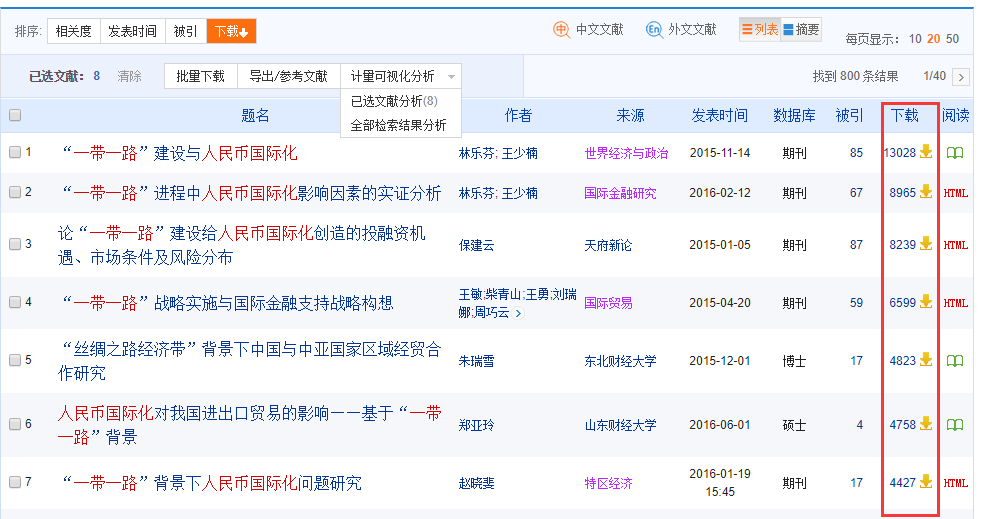 排序: 相关度 发表时间 被引 下载 中文文献 外文文献 列表 摘要 每页显示: 10 20 50
已选文献: 8 清除 批量下载 导出/参考文献 计量可视化分析 找到 800 条结果 1/40
已选文献分析(8)
全部检索结果分析
题名 作者 来源 发表时间 数据库 被引 下载 阅读
1 “一带一路”建设与人民币国际化 林乐芬; 王少楠 世界经济与政治 2015-11-14 期刊 85 13028
2 “一带一路”进程中人民币国际化影响因素的实证分析 林乐芬; 王少楠 国际金融研究 2016-02-12 期刊 67 8965 HTML
3 论“一带一路”建设给人民币国际化创造的投融资机
遇、市场条件及风险分布 保建云 天府新论 2015-01-05 期刊 87 8239 HTML
4 “一带一路”战略实施与国际金融支持战略构想 王敏;柴青山;王勇;刘瑞
娜;周巧云 国际贸易 2015-04-20 期刊 59 6599 HTML
5 “丝绸之路经济带”背景下中国与中亚国家区域经贸合
作研究 朱瑞雪 东北财经大学 2015-12-01 博士 17 4823
6 人民币国际化对我国进出口贸易的影响——基于“一带
一路”背景 郑亚玲 山东财经大学 2016-06-01 硕士 4 4758
7 “一带一路”背景下人民币国际化问题研究 赵晓斐 特区经济 2016-01-19
15:45 期刊 17 4427 HTML